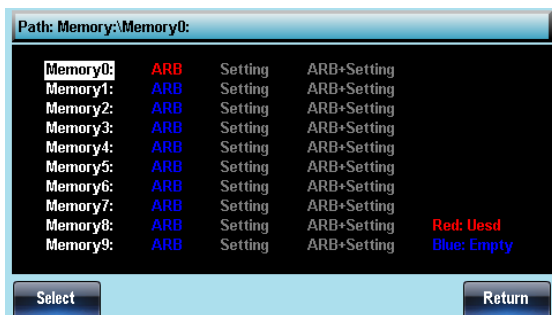 Path: Memory:\Memory0:
Memory0: ARB Setting ARB+Setting
Memory1: ARB Setting ARB+Setting
Memory2: ARB Setting ARB+Setting
Memory3: ARB Setting ARB+Setting
Memory4: ARB Setting ARB+Setting
Memory5: ARB Setting ARB+Setting
Memory6: ARB Setting ARB+Setting
Memory7: ARB Setting ARB+Setting
Memory8: ARB Setting ARB+Setting Red: Uesd
Memory9: ARB Setting ARB+Setting Blue: Empty
Select Return